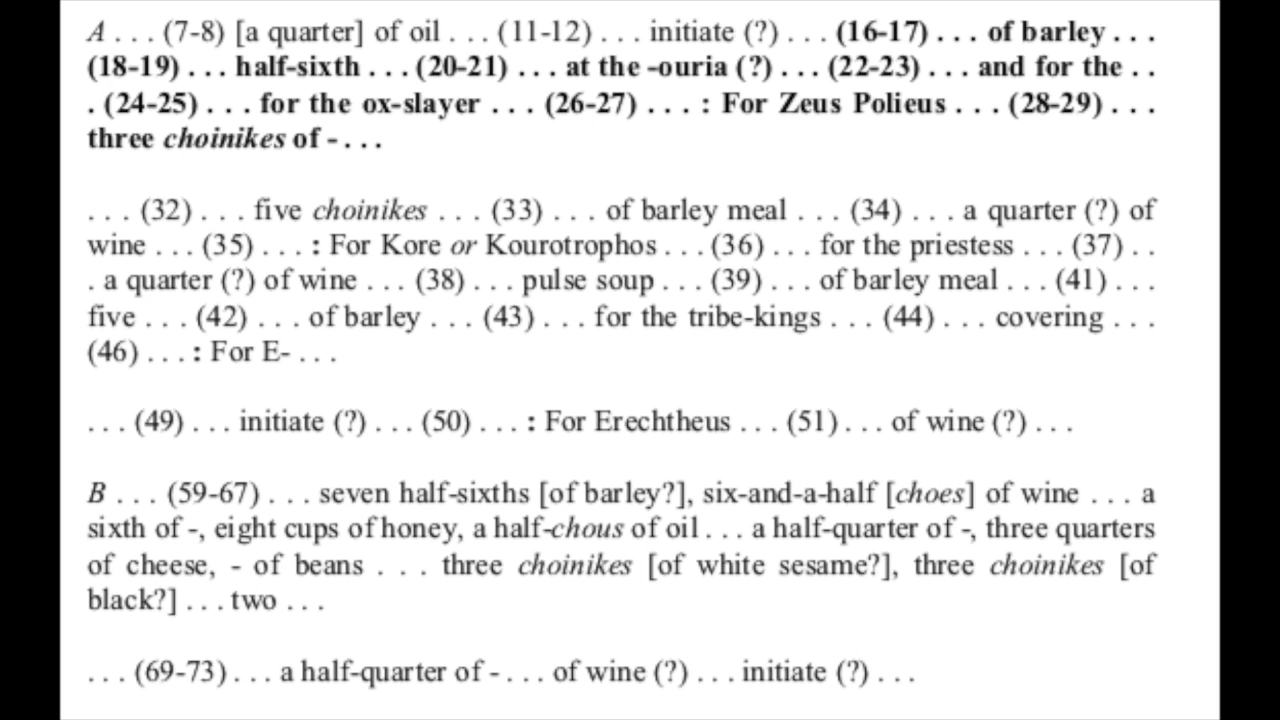 A . . . (7-8) [a quarter] of oil . . . (11-12) . . . initiate (?) . . . (16-17) . . . of barley . . .
(18-19) . . . half-sixth . . . (20-21) . . . at the -ouria (?) . . . (22-23) . . . and for the . .
. (24-25) . . . for the ox-slayer . . . (26-27) . . . : For Zeus Polieus . . . (28-29) . . .
three choinikes of - . . .
. . . (32) . . . five choinikes . . . (33) . . . of barley meal . . . (34) . . . a quarter (?) of
wine . . . (35) . . . : For Kore or Kourotrophos . . . (36) . . . for the priestess . . . (37) . .
. a quarter (?) of wine . . . (38) . . . pulse soup . . . (39) . . . of barley meal . . . (41) . . .
five . . . (42) . . . of barley . . . (43) . . . for the tribe-kings . . . (44) . . . covering . . .
(46) . . . : For E- . . .
. . . (49) . . . initiate (?) . . . (50) . . . : For Erechtheus . . . (51) . . . of wine (?) . . .
B . . . (59-67) . . . seven half-sixths [of barley?], six-and-a-half [choes] of wine . . . a
sixth of -, eight cups of honey, a half-chous of oil . . . a half-quarter of -, three quarters
of cheese, - of beans . . . three choinikes [of white sesame?], three choinikes [of
black?] . . . two . . .
. . . (69-73) . . . a half-quarter of - . . . of wine (?) . . . initiate (?) . . .